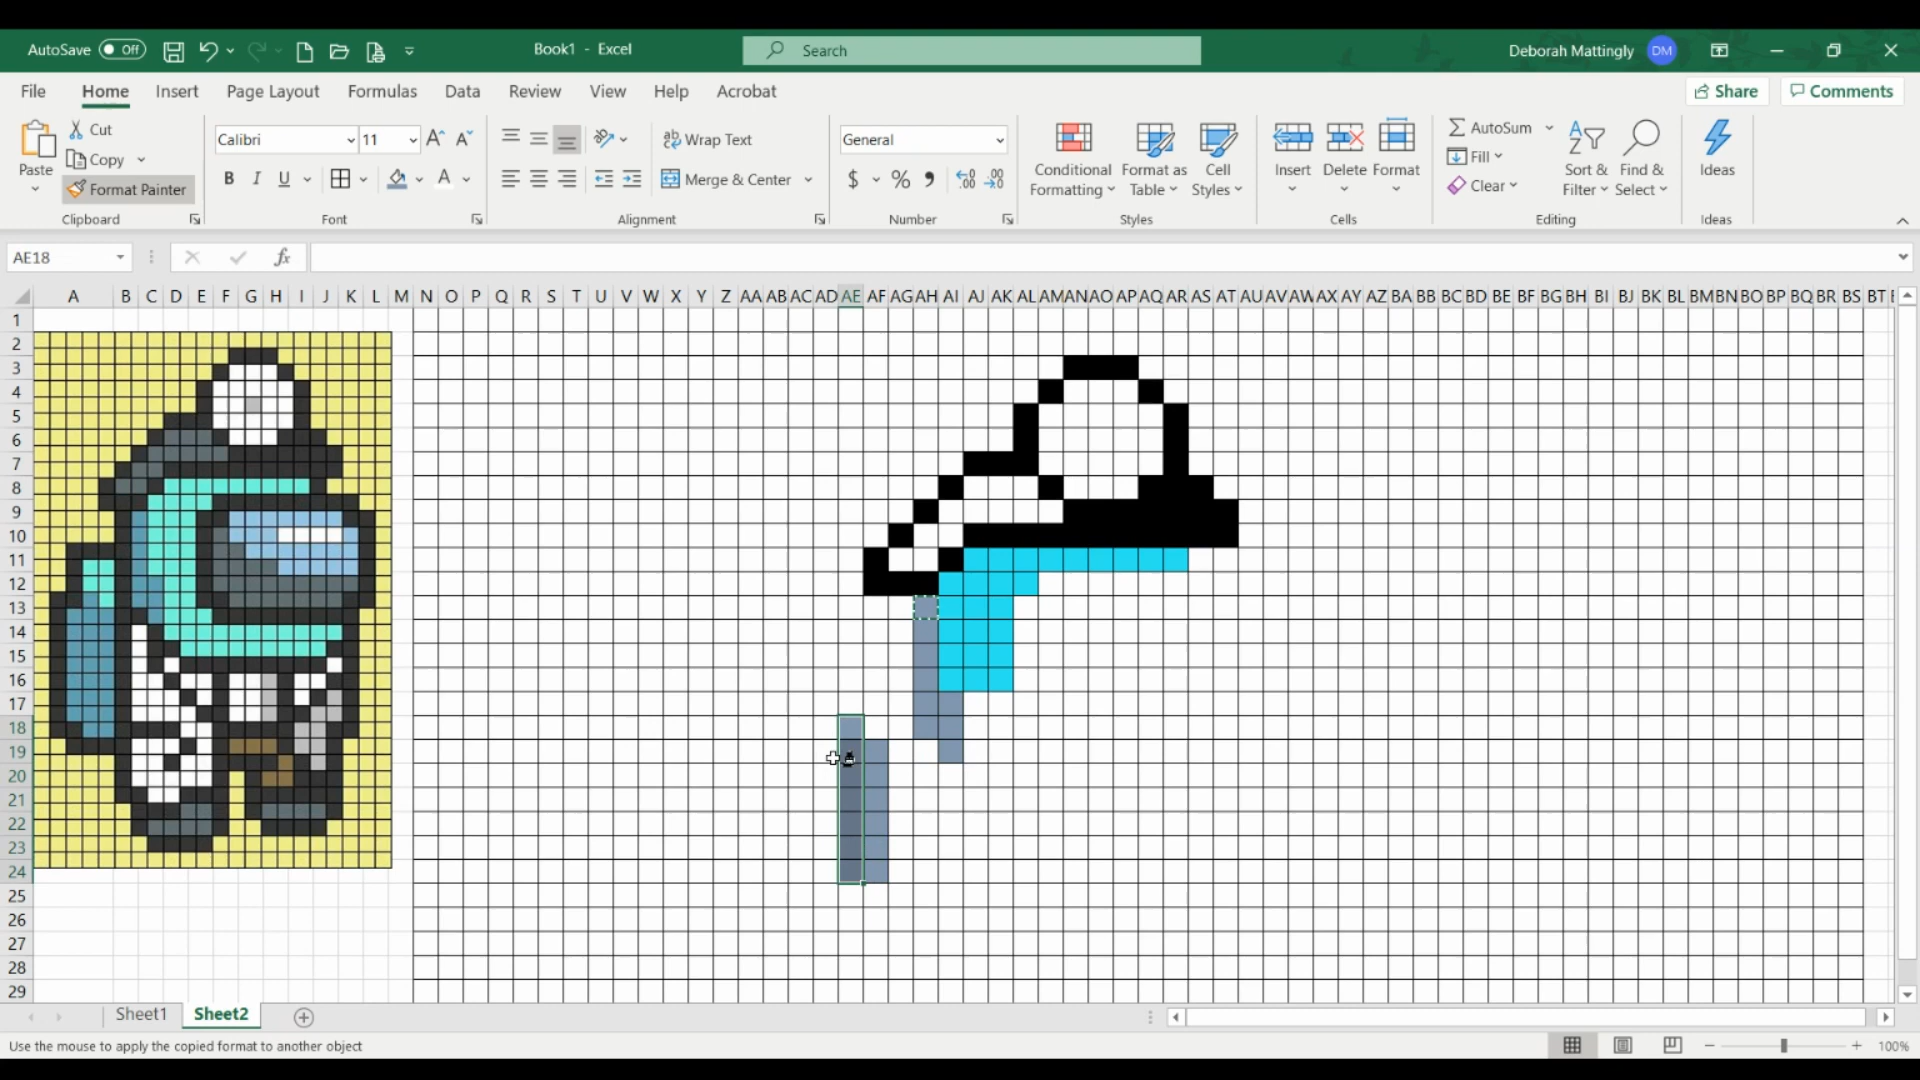 AutoSave Off Book1 - Excel Search Deborah Mattingly DM
File Home Insert Page Layout Formulas Data Review View Help Acrobat Share Comments
Paste Cut Copy Format Painter Clipboard
Calibri 11 A A B I U A Font
Wrap Text Merge & Center Alignment
General $ % Number
Conditional Formatting Format as Table Cell Styles Styles
Insert Delete Format Cells
AutoSum Fill Clear Sort & Filter Find & Select Editing
Ideas Ideas
AE18 fx
A B C D E F G H I J K L M N O P Q R S T U V W X Y Z AA AB AC AD AE AF AG AH AI AJ AK AL AM AN AO AP AQ AR AS AT AU AV AW AX AY AZ BA BB BC BD BE BF BG BH BI BJ BK BL BM BN BO BP BQ BR BS BT
1
2
3
4
5
6
7
8
9
10
11
12
13
14
15
16
17
18
19
20
21
22
23
24
25
26
27
28
29
Sheet1 Sheet2
Use the mouse to apply the copied format to another object 100%